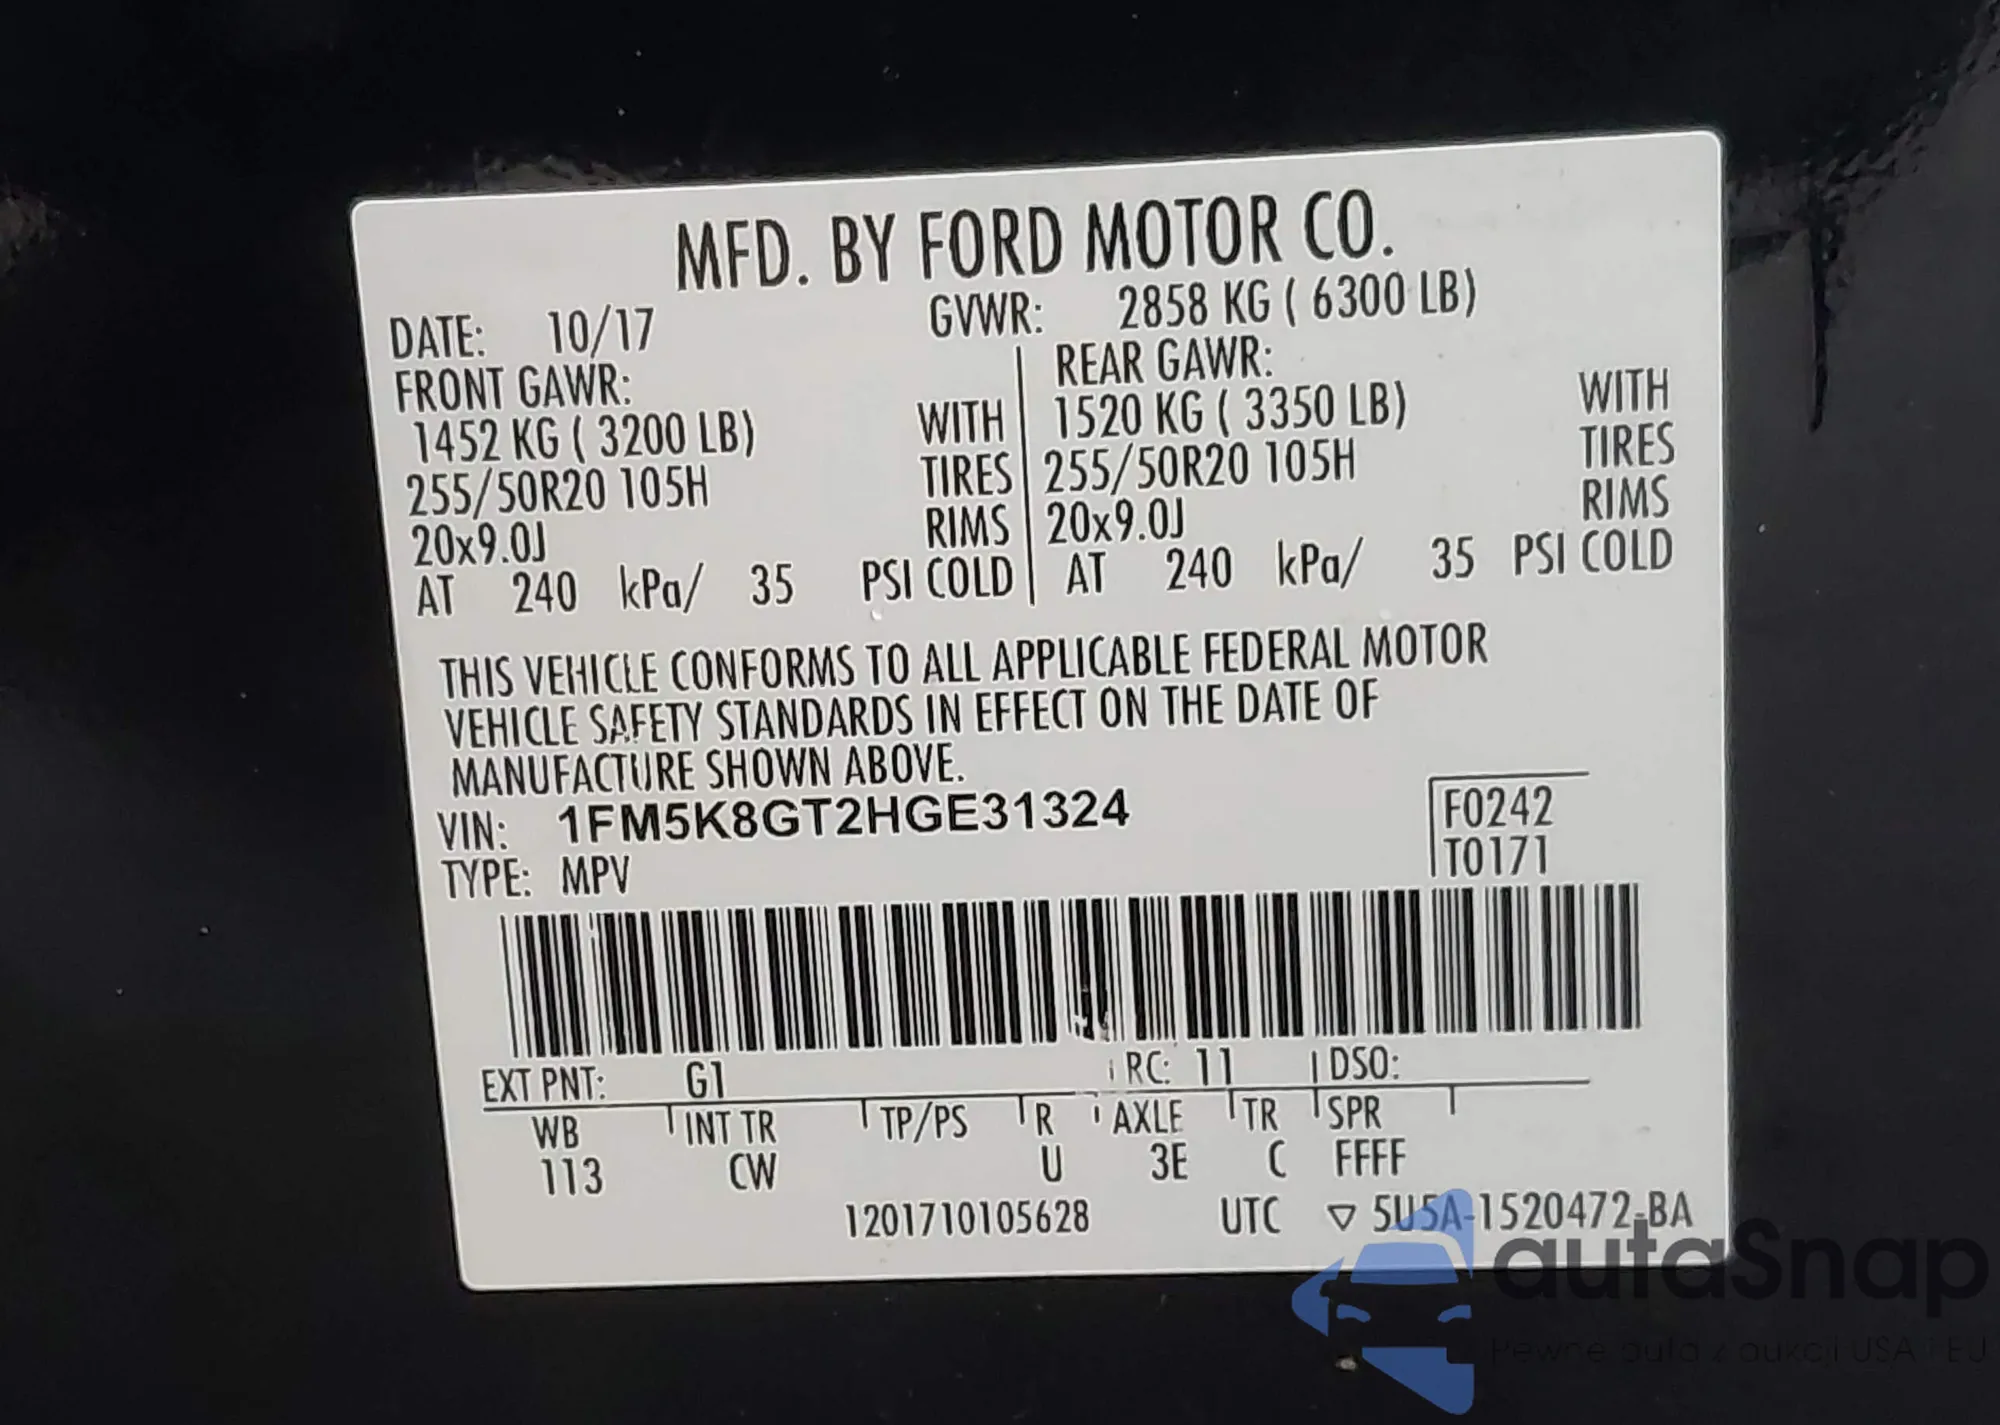 MFD. BY FORD MOTOR CO.
DATE: 10/17 GVWR: 2858 KG ( 6300 LB)
FRONT GAWR: REAR GAWR:
1452 KG ( 3200 LB) WITH 1520 KG ( 3350 LB) WITH
255/50R20 105H TIRES 255/50R20 105H TIRES
20x9.0J RIMS 20x9.0J RIMS
AT 240 kPa/ 35 PSI COLD AT 240 kPa/ 35 PSI COLD
THIS VEHICLE CONFORMS TO ALL APPLICABLE FEDERAL MOTOR
VEHICLE SAFETY STANDARDS IN EFFECT ON THE DATE OF
MANUFACTURE SHOWN ABOVE.
VIN: 1FM5K8GT2HGE31324 F0242
TYPE: MPV T0171
EXT PNT: G1 RC: 11 DSO:
WB INT TR TP/PS R AXLE TR SPR
113 CW U 3E C FFFF
1201710105628 UTC ▽ 5U5A-1520472-BA
autaSnap
Pewne auta z aukcji USA i EU